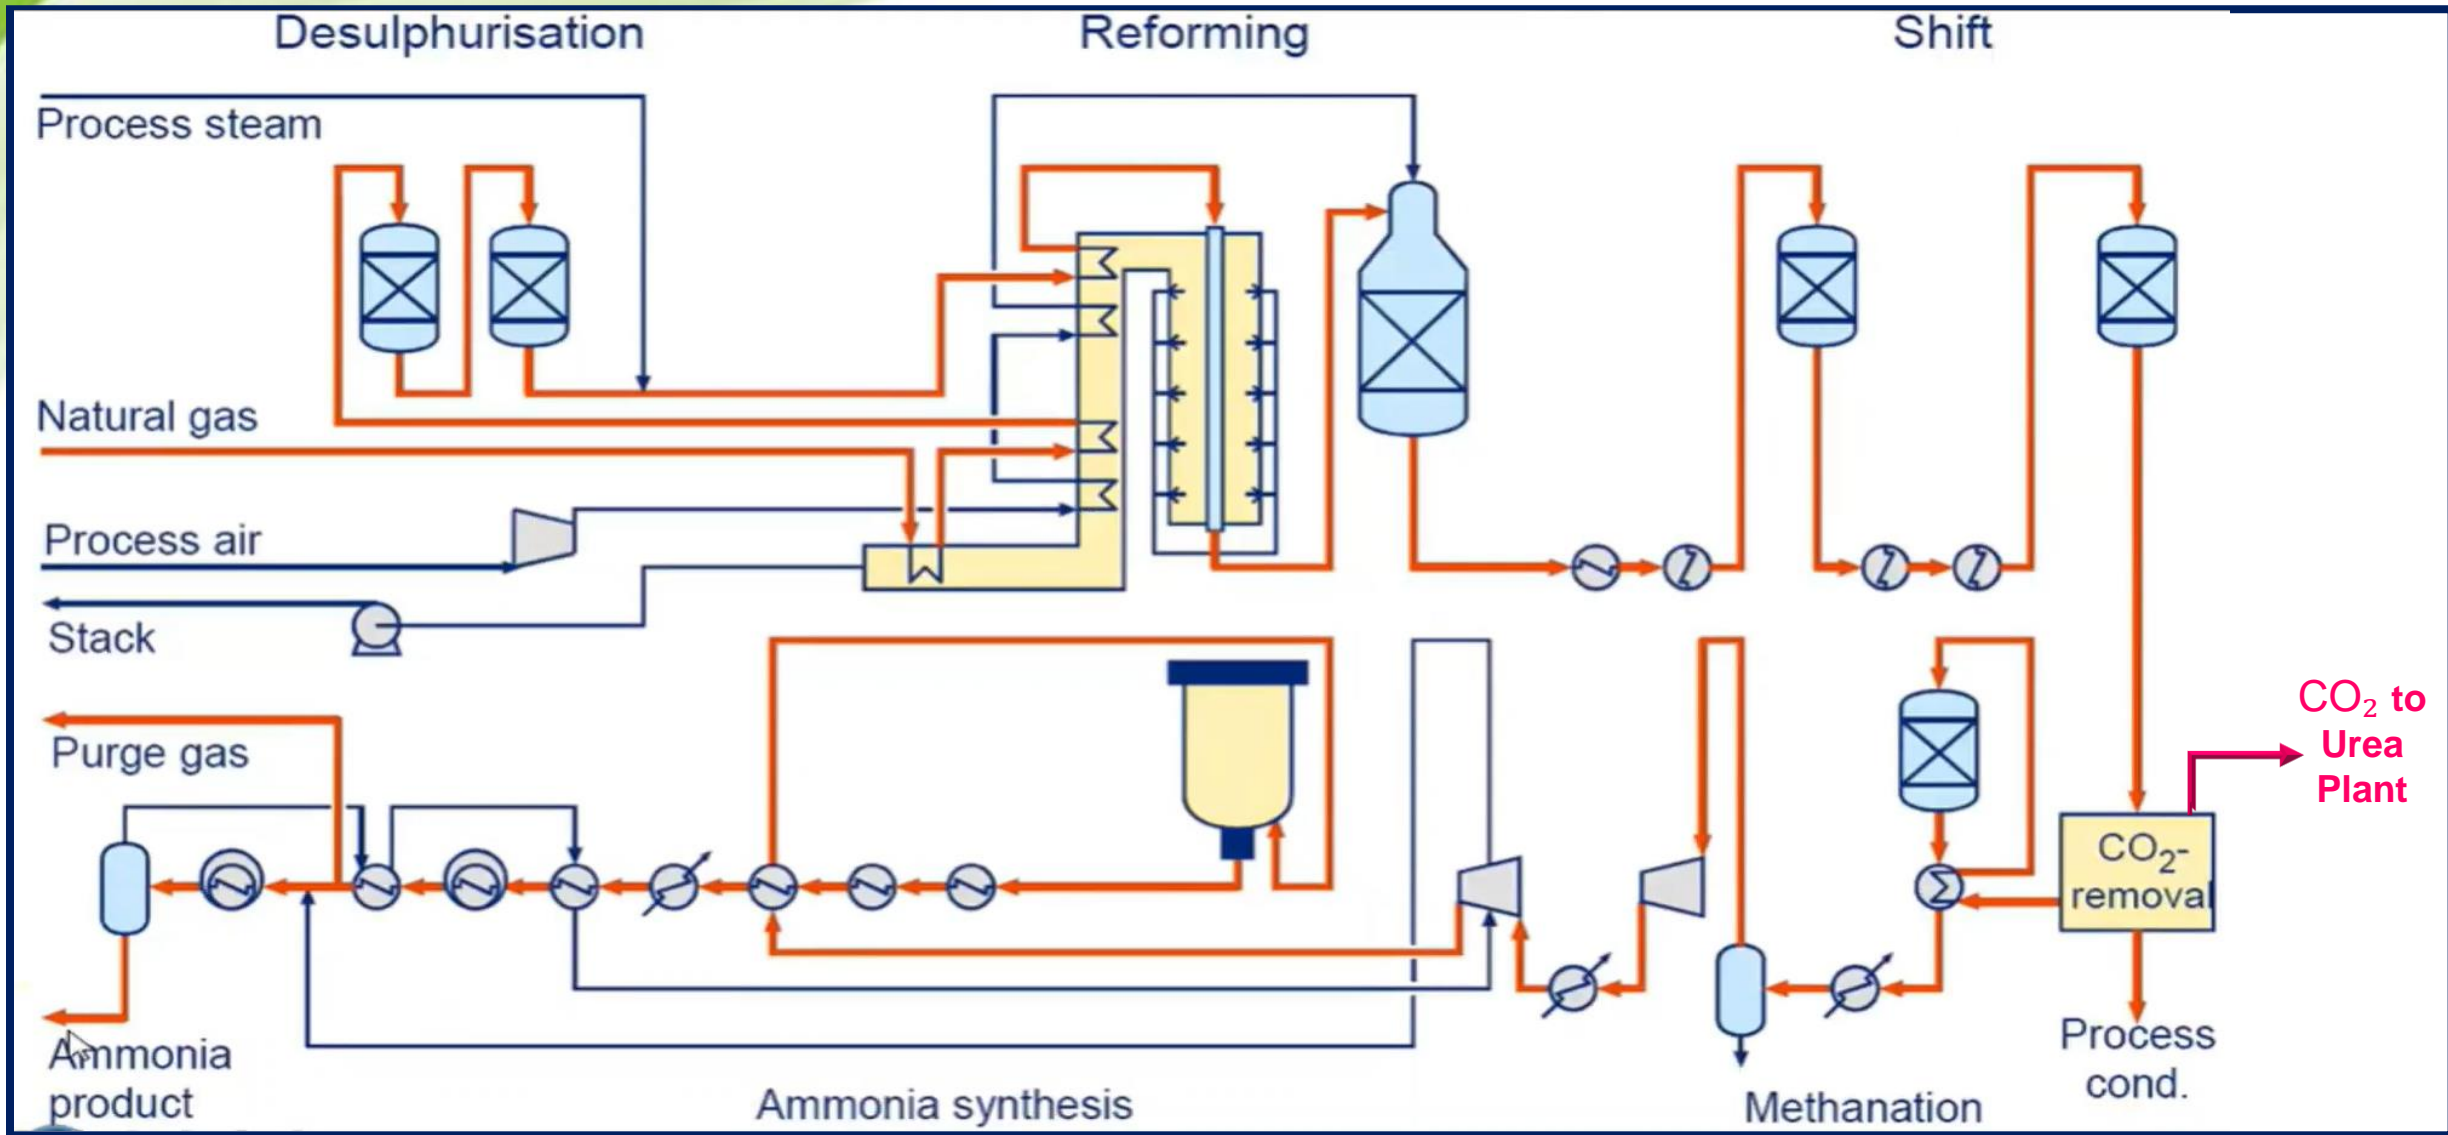 Desulphurisation
Reforming
Shift
Process steam
Natural gas
Process air
Stack
Purge gas
CO₂ to
Urea
Plant
CO₂-
removal
Ammonia
product
Ammonia synthesis
Process
cond.
Methanation